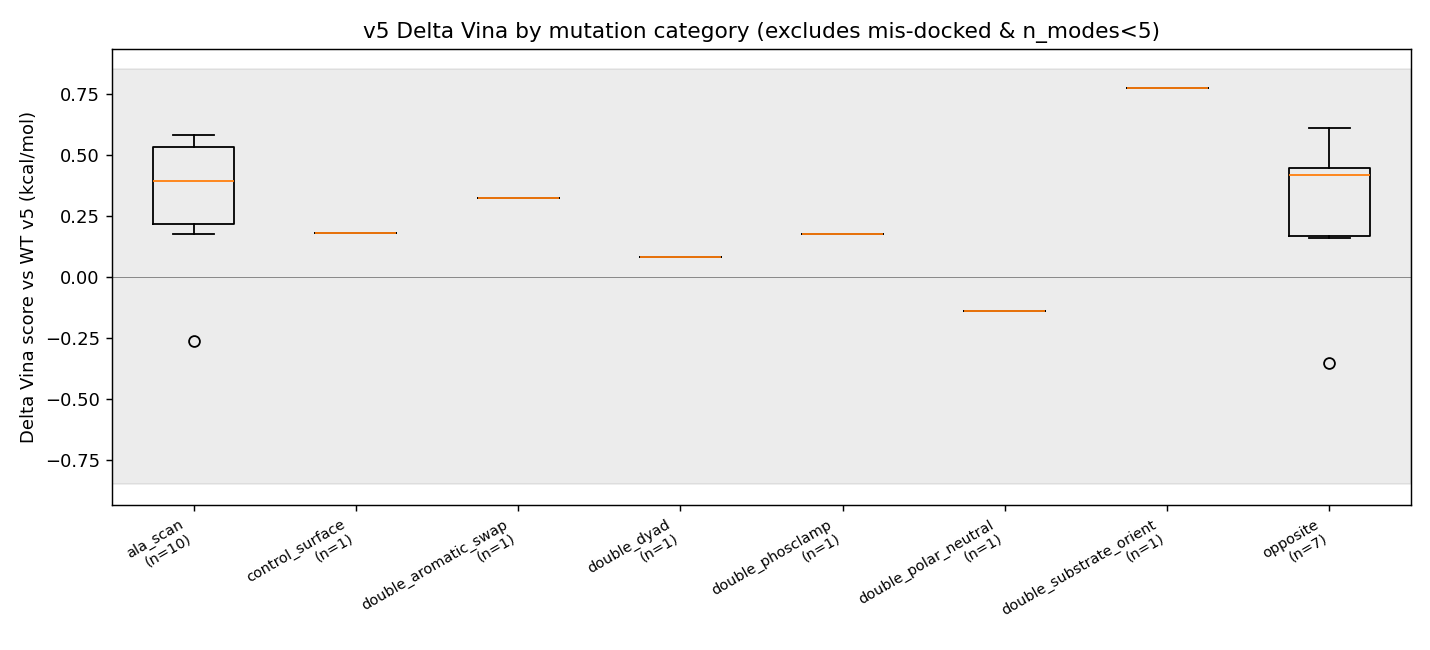 v5 Delta Vina by mutation category (excludes mis-docked & n_modes<5)
Delta Vina score vs WT v5 (kcal/mol)
0.75
0.50
0.25
0.00
−0.25
−0.50
−0.75
ala_scan
(n=10)
control_surface
(n=1)
double_aromatic_swap
(n=1)
double_dyad
(n=1)
double_phosclamp
(n=1)
double_polar_neutral
(n=1)
double_substrate_orient
(n=1)
opposite
(n=7)